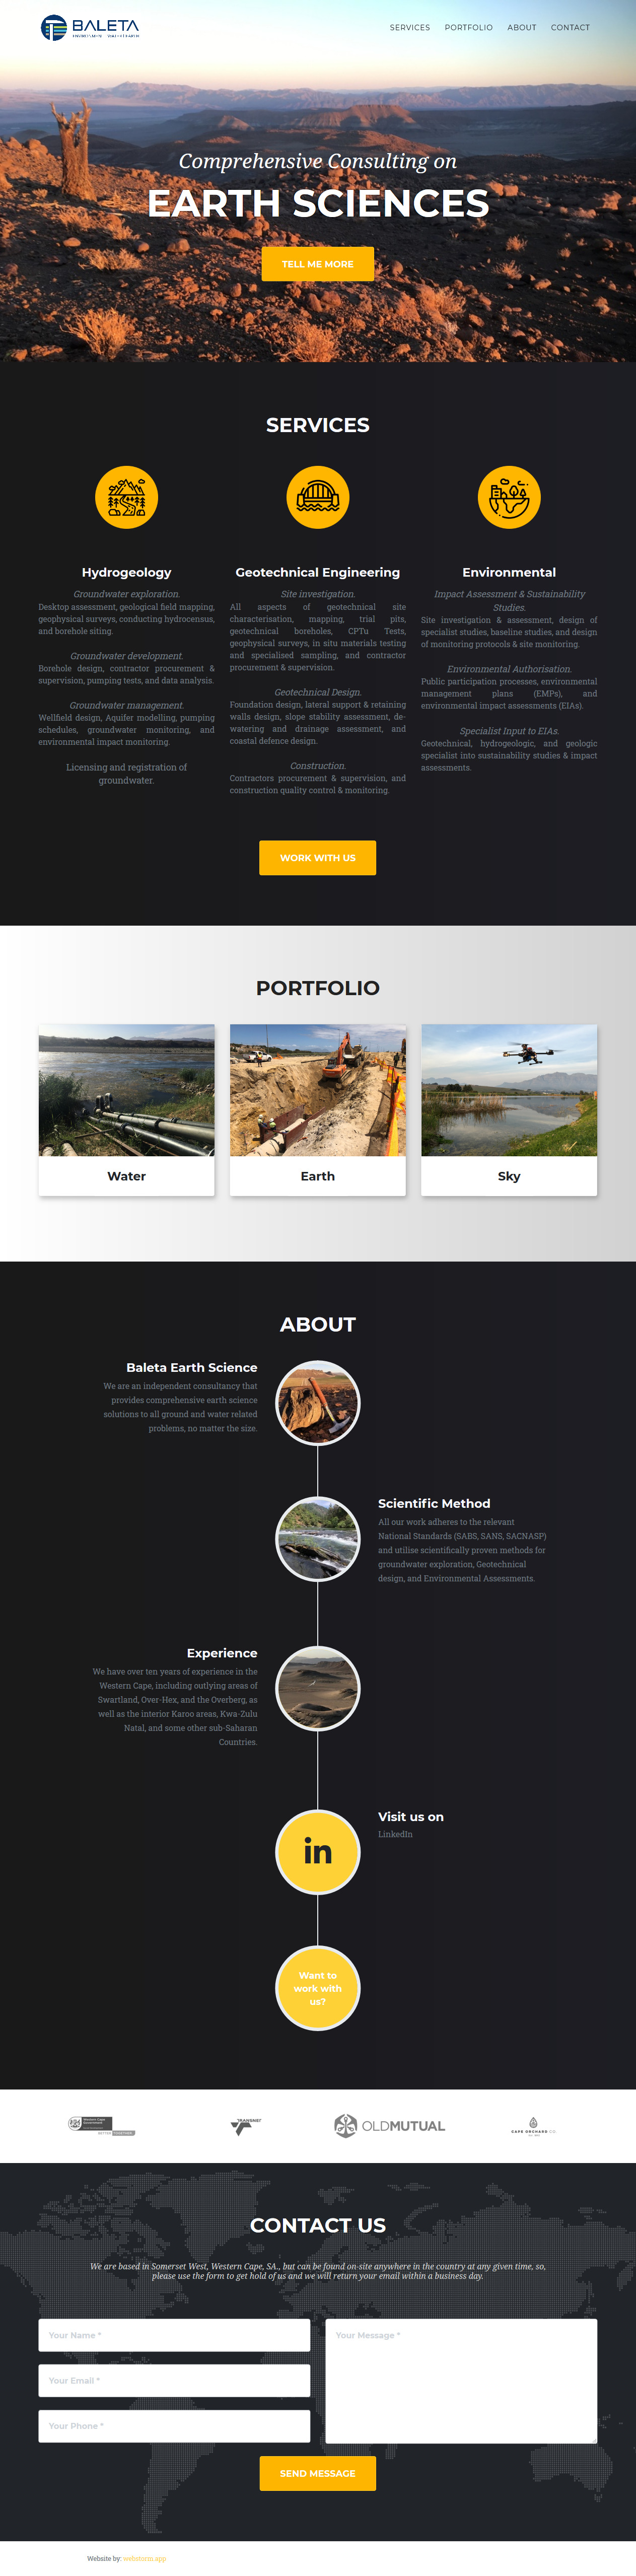 BALETA
SERVICES PORTFOLIO ABOUT CONTACT
Comprehensive Consulting on
EARTH SCIENCES
TELL ME MORE
SERVICES
Hydrogeology
Groundwater exploration.
Desktop assessment, geological field mapping,
geophysical surveys, conducting hydrocensus,
and borehole siting.
Groundwater development.
Borehole design, contractor procurement &
supervision, pumping tests, and data analysis.
Groundwater management.
Wellfield design, Aquifer modelling, pumping
schedules, groundwater monitoring, and
environmental impact monitoring.
Licensing and registration of
groundwater.
Geotechnical Engineering
Site investigation.
All aspects of geotechnical site
characterisation, mapping, trial pits,
geotechnical boreholes, CPTu Tests,
geophysical surveys, in situ materials testing
and specialised sampling, and contractor
procurement & supervision.
Geotechnical Design.
Foundation design, lateral support & retaining
walls design, slope stability assessment, de-
watering and drainage assessment, and
coastal defence design.
Construction.
Contractors procurement & supervision, and
construction quality control & monitoring.
Environmental
Impact Assessment & Sustainability
Studies.
Site investigation & assessment, design of
specialist studies, baseline studies, and design
of monitoring protocols & site monitoring.
Environmental Authorisation.
Public participation processes, environmental
management plans (EMPs), and
environmental impact assessments (EIAs).
Specialist Input to EIAs.
Geotechnical, hydrogeologic, and geologic
specialist into sustainability studies & impact
assessments.
WORK WITH US
PORTFOLIO
Water
Earth
Sky
ABOUT
Baleta Earth Science
We are an independent consultancy that
provides comprehensive earth science
solutions to all ground and water related
problems, no matter the size.
Scientific Method
All our work adheres to the relevant
National Standards (SABS, SANS, SACNASP)
and utilise scientifically proven methods for
groundwater exploration, Geotechnical
design, and Environmental Assessments.
Experience
We have over ten years of experience in the
Western Cape, including outlying areas of
Swartland, Over-Hex, and the Overberg, as
well as the interior Karoo areas, Kwa-Zulu
Natal, and some other sub-Saharan
Countries.
in
Visit us on
LinkedIn
Want to
work with
us?
Western Cape
Government
BETTER TOGETHER.
TRANSNET
OLDMUTUAL
CAPE ORCHARD CO
CONTACT US
We are based in Somerset West, Western Cape, SA., but can be found on-site anywhere in the country at any given time, so,
please use the form to get hold of us and we will return your email within a business day.
Your Name *
Your Email *
Your Phone *
Your Message *
SEND MESSAGE
Website by: webstorm.app